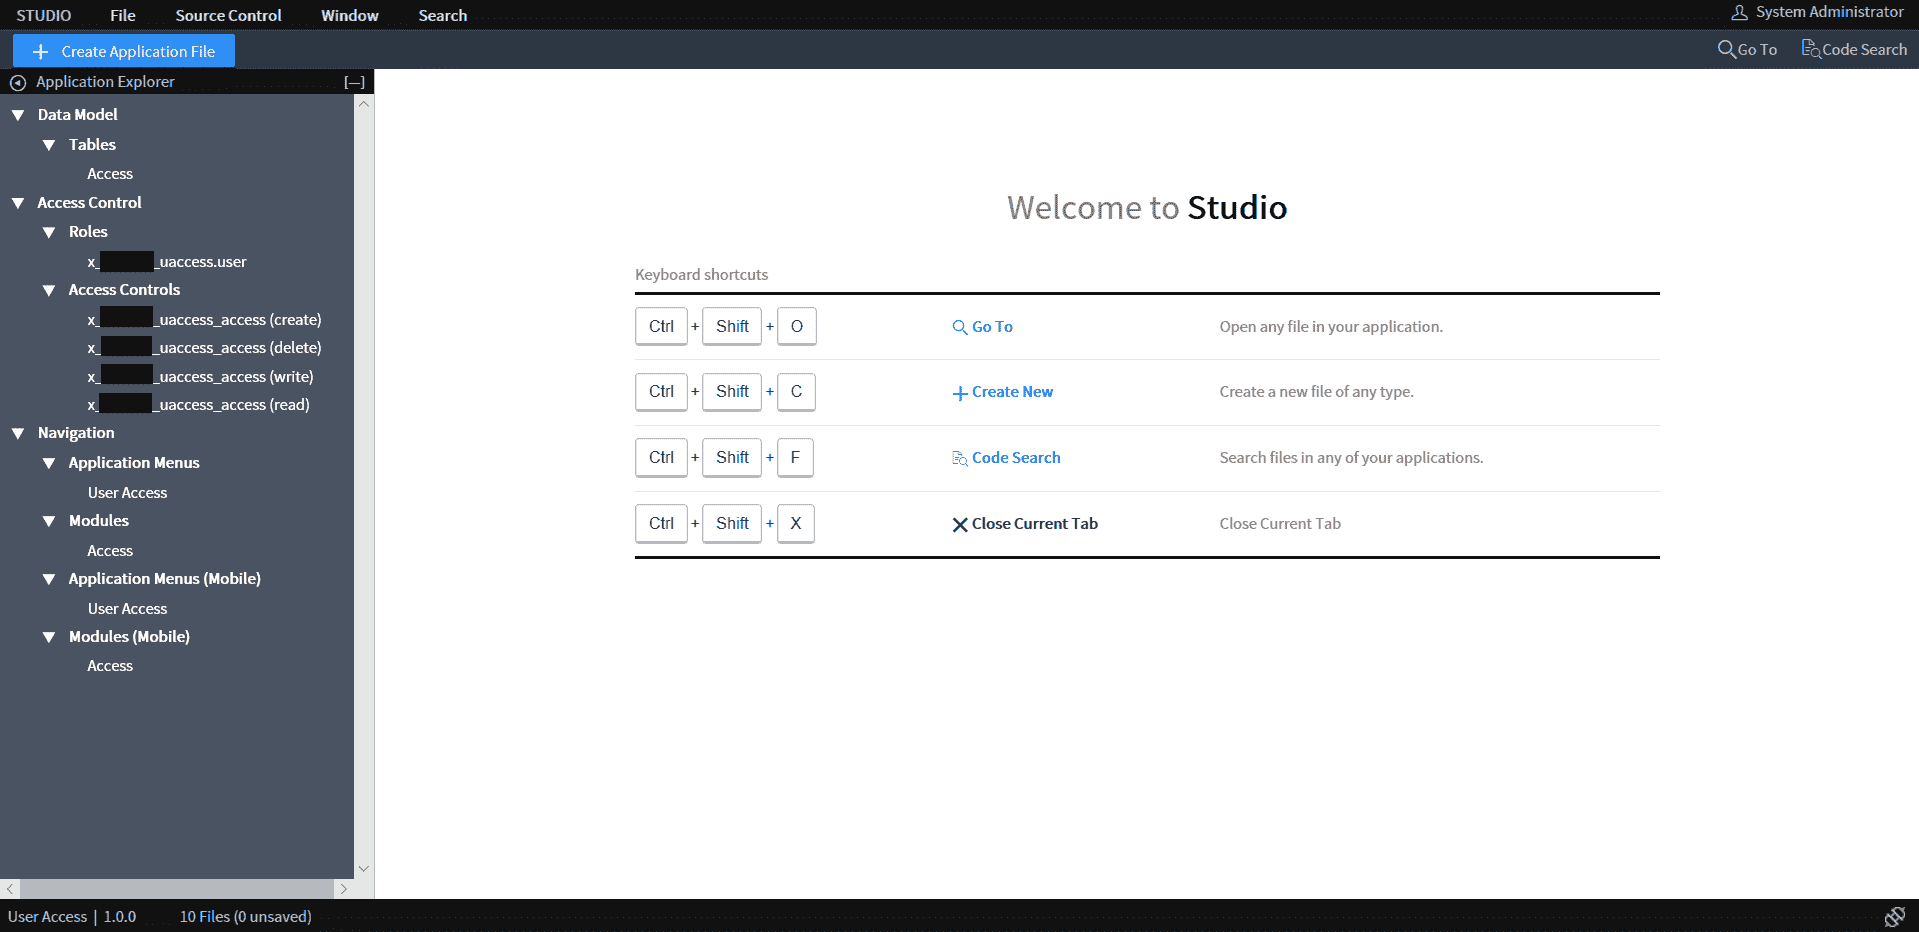 STUDIO File Source Control Window Search System Administrator
+ Create Application File Go To Code Search
Application Explorer [—]
Data Model
Tables
Access
Access Control
Roles
x_ _uaccess.user
Access Controls
x_ _uaccess_access (create)
x_ _uaccess_access (delete)
x_ _uaccess_access (write)
x_ _uaccess_access (read)
Navigation
Application Menus
User Access
Modules
Access
Application Menus (Mobile)
User Access
Modules (Mobile)
Access
Welcome to Studio
Keyboard shortcuts
Ctrl + Shift + O Go To Open any file in your application.
Ctrl + Shift + C Create New Create a new file of any type.
Ctrl + Shift + F Code Search Search files in any of your applications.
Ctrl + Shift + X Close Current Tab Close Current Tab
User Access | 1.0.0 10 Files (0 unsaved)